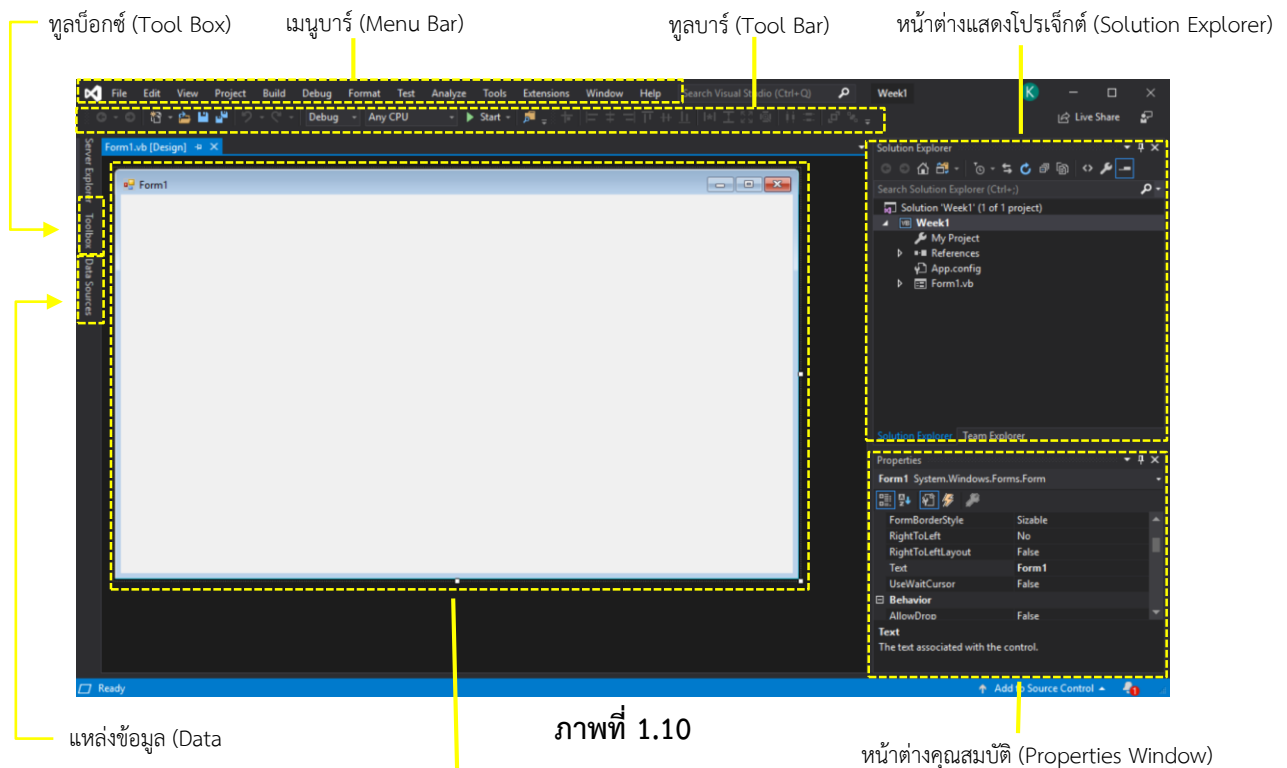 ทูลบ็อกซ์ (Tool Box)
เมนูบาร์ (Menu Bar)
ทูลบาร์ (Tool Bar)
หน้าต่างแสดงโปรเจ็กต์ (Solution Explorer)
File Edit View Project Build Debug Format Test Analyze Tools Extensions Window Help Search Visual Studio (Ctrl+Q) Week1 K
Debug Any CPU Start Live Share
Server Explorer
Toolbox
Data Sources
Form1.vb [Design]
Form1
Solution Explorer
Search Solution Explorer (Ctrl+;)
Solution 'Week1' (1 of 1 project)
VB Week1
My Project
References
App.config
Form1.vb
Solution Explorer Team Explorer
Properties
Form1 System.Windows.Forms.Form
FormBorderStyle Sizable
RightToLeft No
RightToLeftLayout False
Text Form1
UseWaitCursor False
Behavior
AllowDrop False
Text
The text associated with the control.
Ready Add to Source Control 1
แหล่งข้อมูล (Data
ภาพที่ 1.10
หน้าต่างคุณสมบัติ (Properties Window)